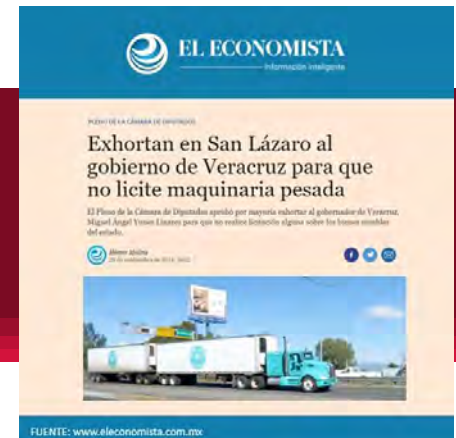 EL ECONOMISTA
Información Inteligente
PLENO DE LA CÁMARA DE DIPUTADOS
Exhortan en San Lázaro al
gobierno de Veracruz para que
no licite maquinaria pesada
El Pleno de la Cámara de Diputados aprobó por mayoría exhortar al gobernador de Veracruz,
Miguel Ángel Yunes Linares para que no realice licitación alguna sobre los bienes muebles
del estado.
FUENTE: www.eleconomista.com.mx